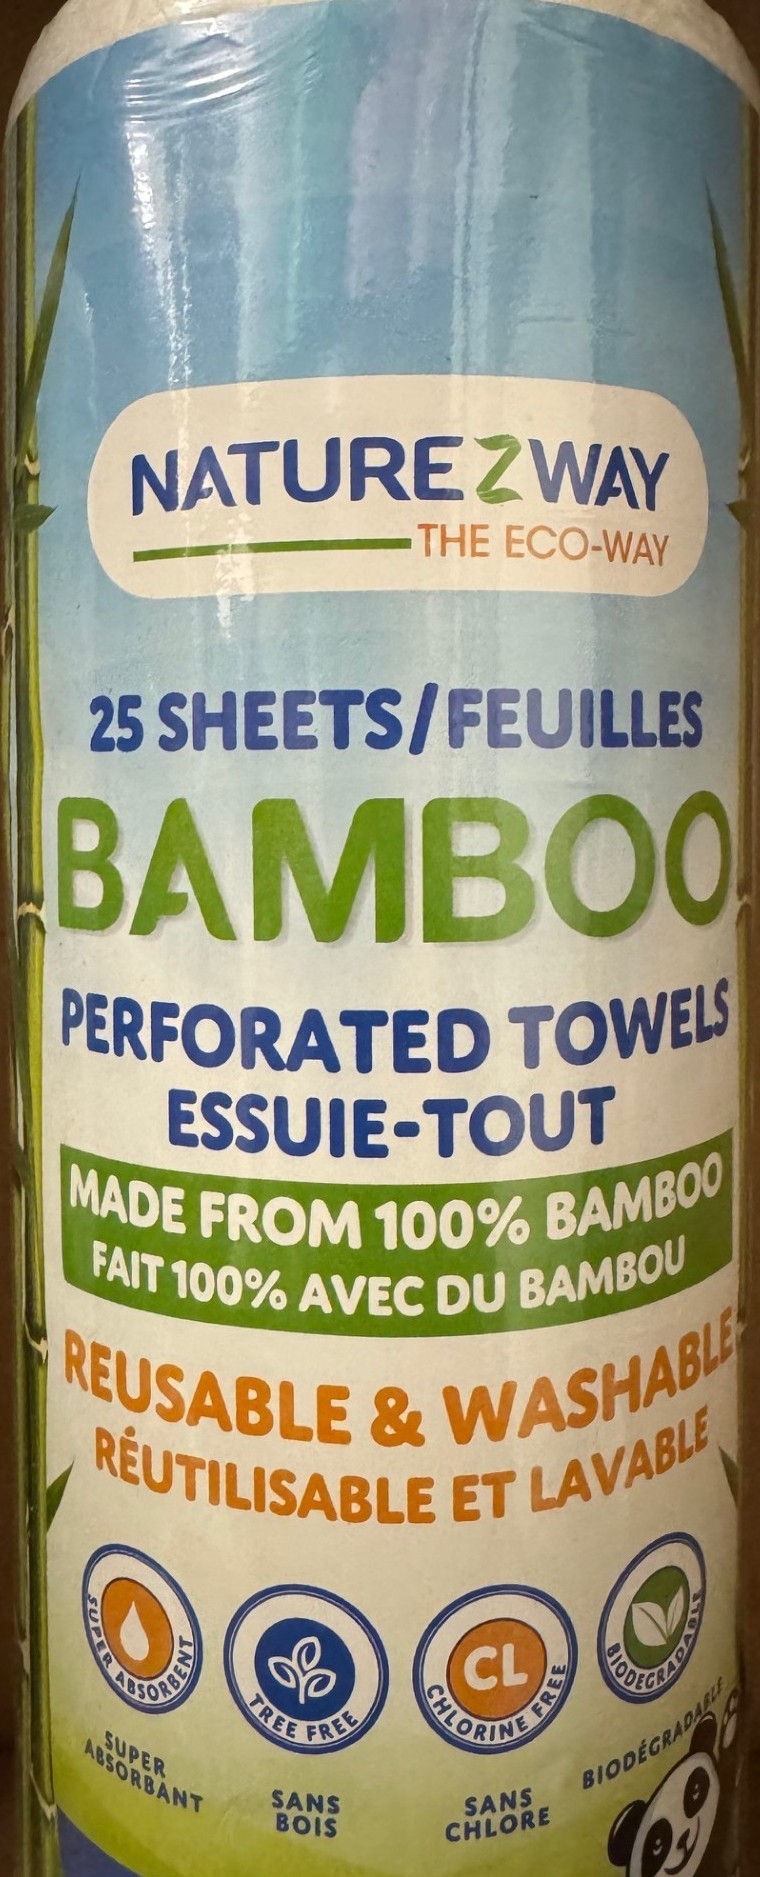 NATUREZWAY
THE ECO-WAY
25 SHEETS/FEUILLES
BAMBOO
PERFORATED TOWELS
ESSUIE-TOUT
MADE FROM 100% BAMBOO
FAIT 100% AVEC DU BAMBOU
REUSABLE & WASHABLE
RÉUTILISABLE ET LAVABLE
SUPER ABSORBENT
SUPER
ABSORBANT
TREE FREE
SANS
BOIS
CL
CHLORINE FREE
SANS
CHLORE
BIODEGRADABLE
BIODÉGRADABLE